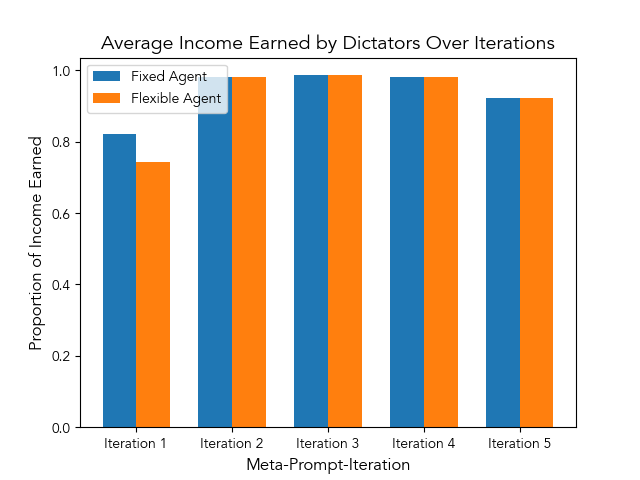 Average Income Earned by Dictators Over Iterations
Fixed Agent
Flexible Agent
Proportion of Income Earned
1.0
0.8
0.6
0.4
0.2
0.0
Iteration 1
Iteration 2
Iteration 3
Iteration 4
Iteration 5
Meta-Prompt-Iteration